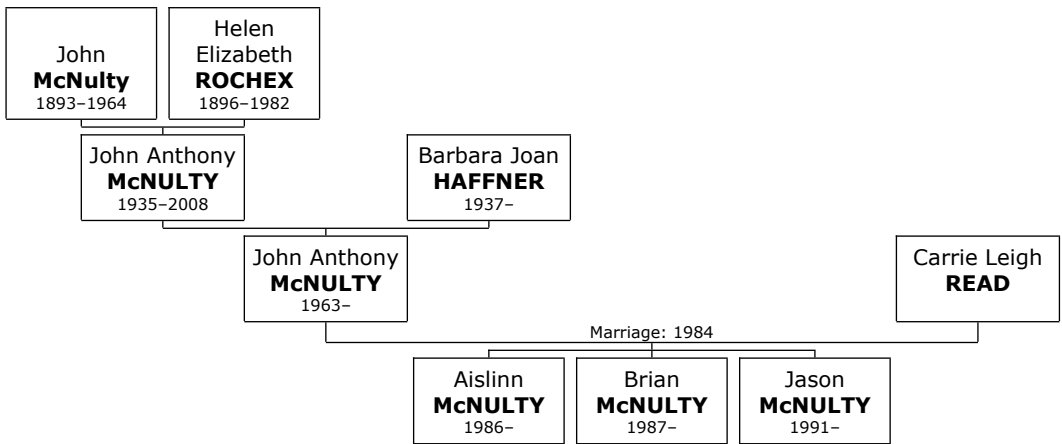 John
McNulty
1893–1964
Helen
Elizabeth
ROCHEX
1896–1982
John Anthony
McNULTY
1935–2008
Barbara Joan
HAFFNER
1937–
John Anthony
McNULTY
1963–
Carrie Leigh
READ
Marriage: 1984
Aislinn
McNULTY
1986–
Brian
McNULTY
1987–
Jason
McNULTY
1991–